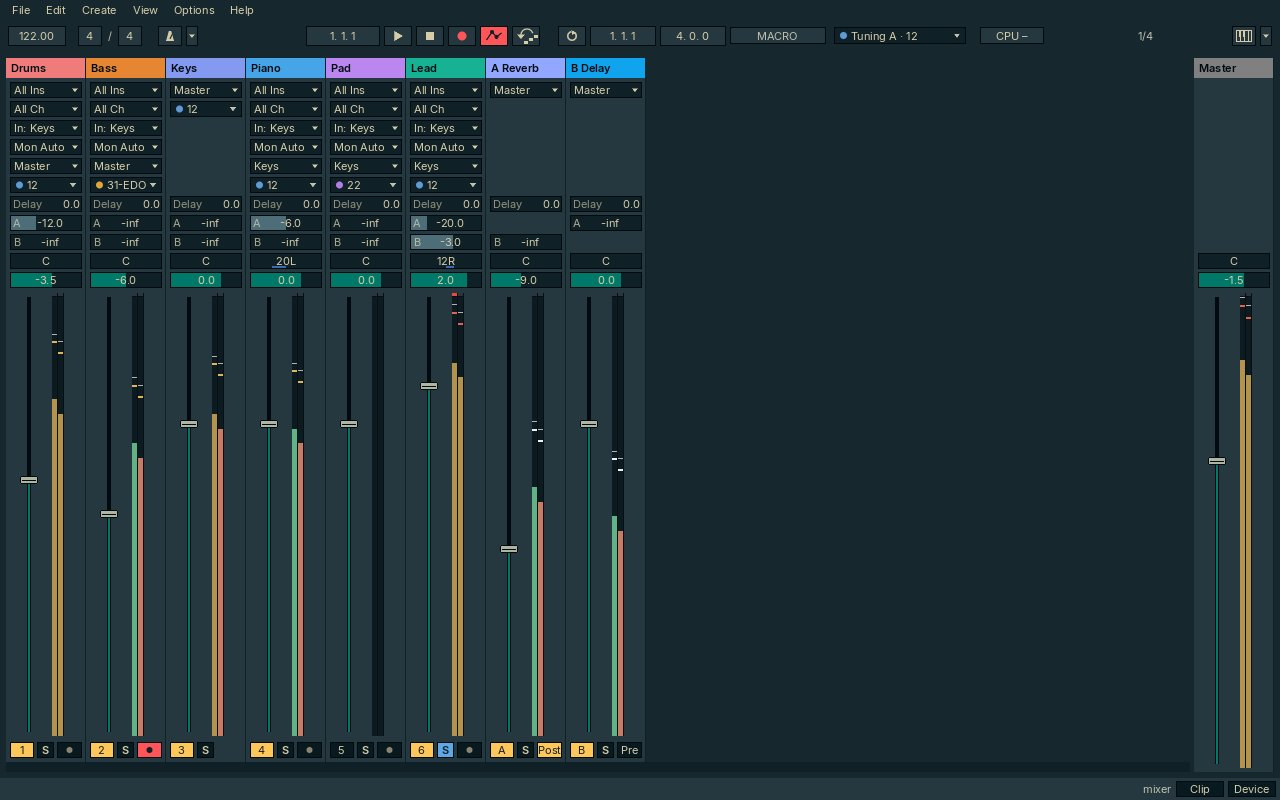 File Edit Create View Options Help
122.00 4 / 4 1. 1. 1 1. 1. 1 4. 0. 0 MACRO Tuning A · 12 CPU – 1/4
Drums Bass Keys Piano Pad Lead A Reverb B Delay Master
All Ins All Ins Master All Ins All Ins All Ins Master Master
All Ch All Ch 12 All Ch All Ch All Ch
In: Keys In: Keys In: Keys In: Keys In: Keys
Mon Auto Mon Auto Mon Auto Mon Auto Mon Auto
Master Master Keys Keys Keys
12 31-EDO 12 22 12
Delay 0.0 Delay 0.0 Delay 0.0 Delay 0.0 Delay 0.0 Delay 0.0 Delay 0.0 Delay 0.0
A -12.0 A -inf A -inf A -6.0 A -inf A -20.0 A -inf
B -inf B -inf B -inf B -inf B -inf B -3.0 B -inf
C C C 20L C 12R C C C
-3.5 -6.0 0.0 0.0 0.0 2.0 -9.0 0.0 -1.5
1 S 2 S 3 S 4 S 5 S 6 S A S Post B S Pre
mixer Clip Device